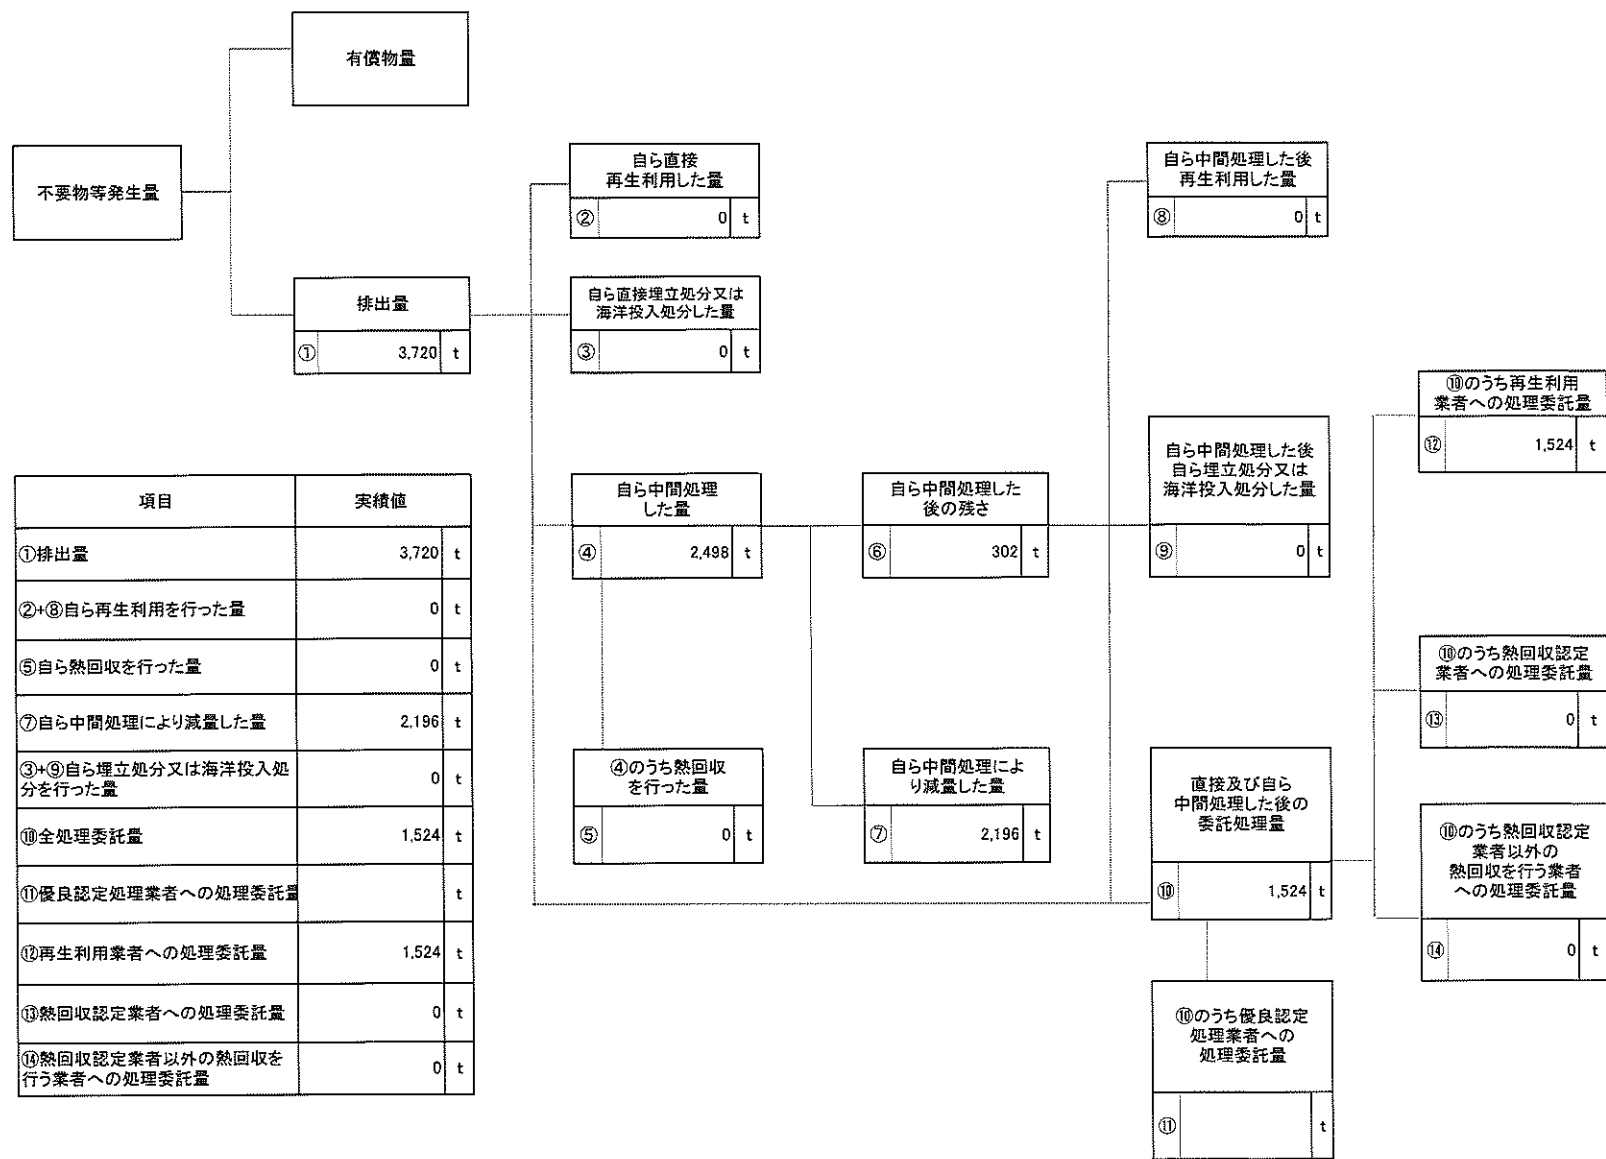 有償物量
不要物等発生量
排出量
① 3,720 t
自ら直接
再生利用した量
② 0 t
自ら直接埋立処分又は
海洋投入処分した量
③ 0 t
自ら中間処理
した量
④ 2,498 t
④のうち熱回収
を行った量
⑤ 0 t
自ら中間処理した
後の残さ
⑥ 302 t
自ら中間処理によ
り減量した量
⑦ 2,196 t
自ら中間処理した後
再生利用した量
⑧ 0 t
自ら中間処理した後
自ら埋立処分又は
海洋投入処分した量
⑨ 0 t
直接及び自ら
中間処理した後の
委託処理量
⑩ 1,524 t
⑩のうち優良認定
処理業者への
処理委託量
⑪ t
⑩のうち再生利用
業者への処理委託量
⑫ 1,524 t
⑩のうち熱回収認定
業者への処理委託量
⑬ 0 t
⑩のうち熱回収認定
業者以外の
熱回収を行う業者
への処理委託量
⑭ 0 t
項目 実績値
①排出量 3,720 t
②+⑧自ら再生利用を行った量 0 t
⑤自ら熱回収を行った量 0 t
⑦自ら中間処理により減量した量 2,196 t
③+⑨自ら埋立処分又は海洋投入処
分を行った量 0 t
⑩全処理委託量 1,524 t
⑪優良認定処理業者への処理委託量 t
⑫再生利用業者への処理委託量 1,524 t
⑬熱回収認定業者への処理委託量 0 t
⑭熱回収認定業者以外の熱回収を
行う業者への処理委託量 0 t